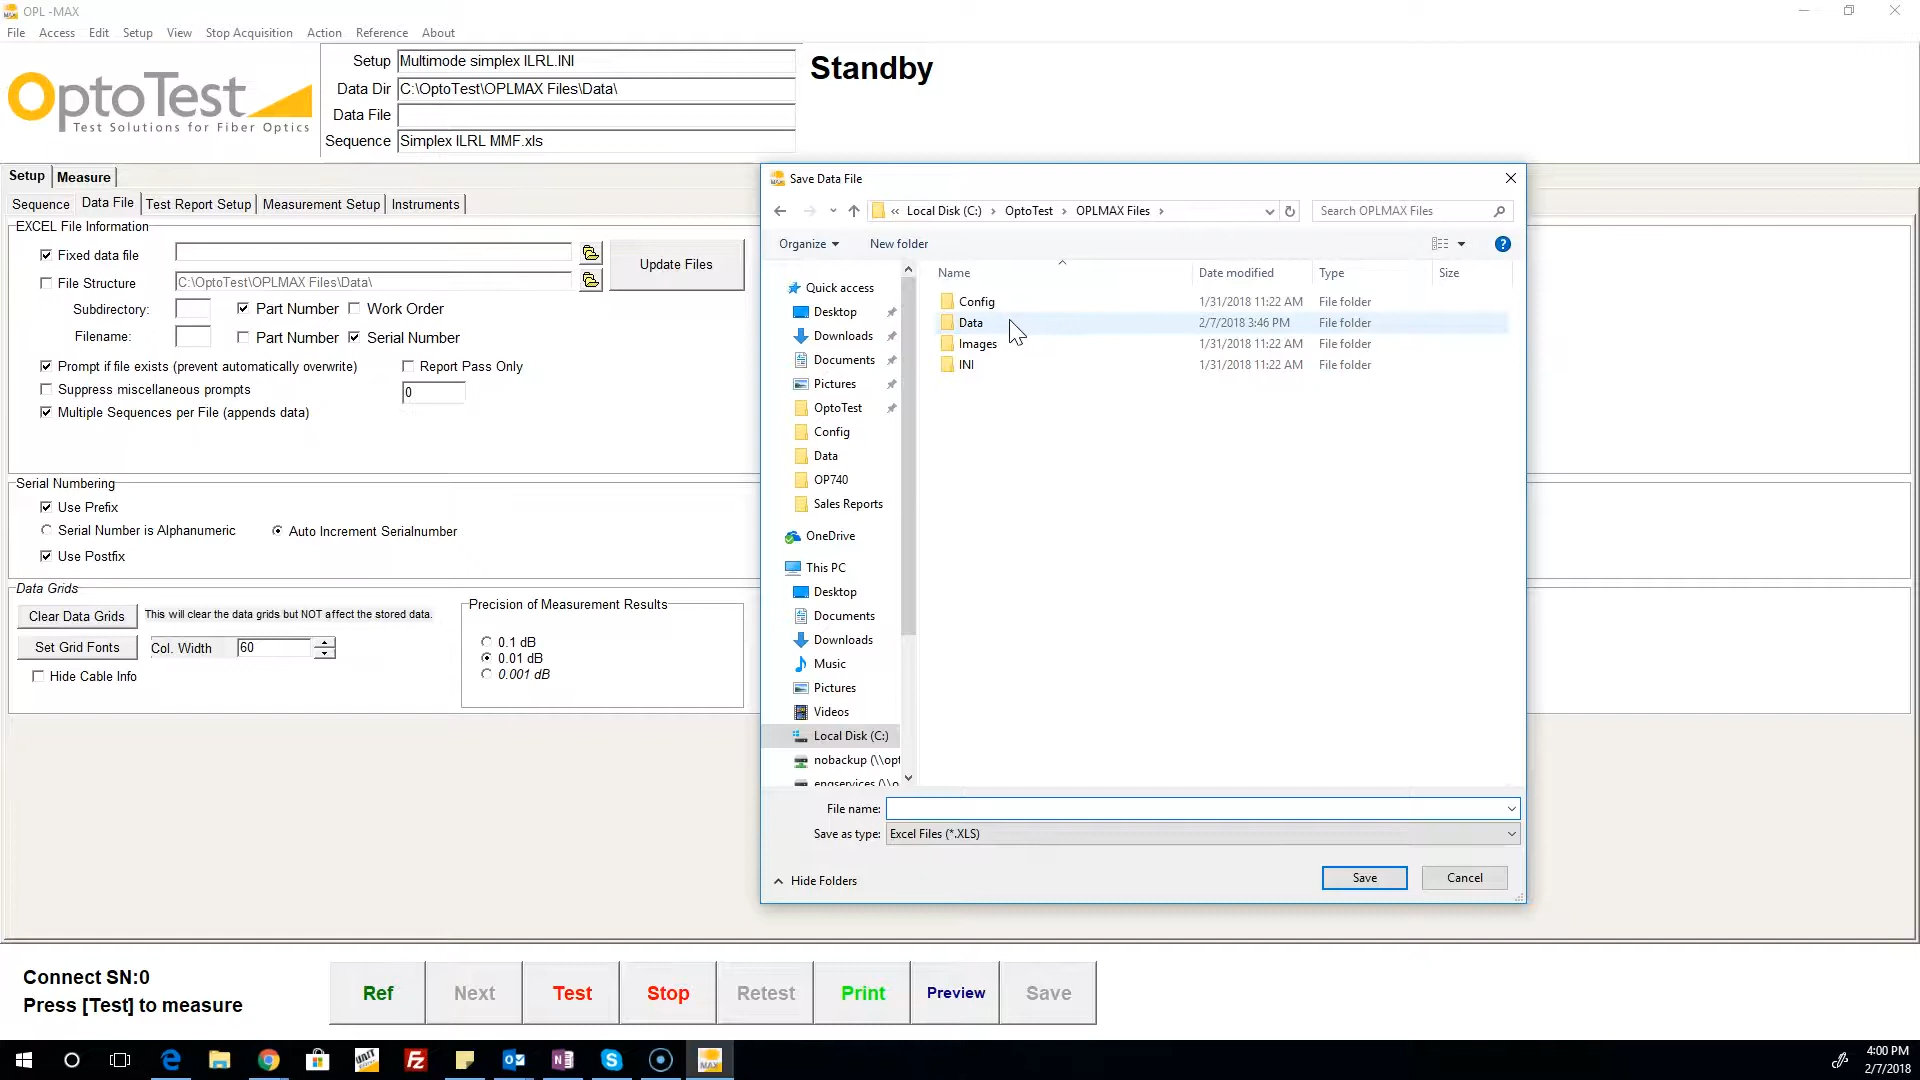 OPL -MAX
File Access Edit Setup View Stop Acquisition Action Reference About
OptoTest
Test Solutions for Fiber Optics
Setup Multimode simplex ILRL.INI
Data Dir C:\OptoTest\OPLMAX Files\Data\
Data File
Sequence Simplex ILRL MMF.xls
Standby
Setup Measure
Sequence Data File Test Report Setup Measurement Setup Instruments
EXCEL File Information
Fixed data file
Update Files
File Structure C:\OptoTest\OPLMAX Files\Data\
Subdirectory: Part Number Work Order
Filename: Part Number Serial Number
Prompt if file exists (prevent automatically overwrite) Report Pass Only
Suppress miscellaneous prompts 0
Multiple Sequences per File (appends data)
Serial Numbering
Use Prefix
Serial Number is Alphanumeric Auto Increment Serialnumber
Use Postfix
Data Grids
Clear Data Grids This will clear the data grids but NOT affect the stored data.
Set Grid Fonts Col. Width 60
Hide Cable Info
Precision of Measurement Results
0.1 dB
0.01 dB
0.001 dB
Save Data File
« Local Disk (C:) › OptoTest › OPLMAX Files › Search OPLMAX Files
Organize New folder
Name Date modified Type Size
Config 1/31/2018 11:22 AM File folder
Data 2/7/2018 3:46 PM File folder
Images 1/31/2018 11:22 AM File folder
INI 1/31/2018 11:22 AM File folder
Quick access
Desktop
Downloads
Documents
Pictures
OptoTest
Config
Data
OP740
Sales Reports
OneDrive
This PC
Desktop
Documents
Downloads
Music
Pictures
Videos
Local Disk (C:)
nobackup (\\opt
engservices (\\o
File name:
Save as type: Excel Files (*.XLS)
Hide Folders Save Cancel
Connect SN:0
Press [Test] to measure
Ref Next Test Stop Retest Print Preview Save
4:00 PM
2/7/2018